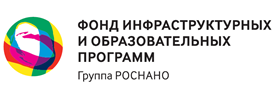 ФОНД ИНФРАСТРУКТУРНЫХ
И ОБРАЗОВАТЕЛЬНЫХ
ПРОГРАММ
Группа РОСНАНО